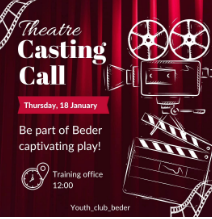 Theatre
Casting
Call
Thursday, 18 January
Be part of Beder
captivating play!
Training office
12:00
Youth_club_beder